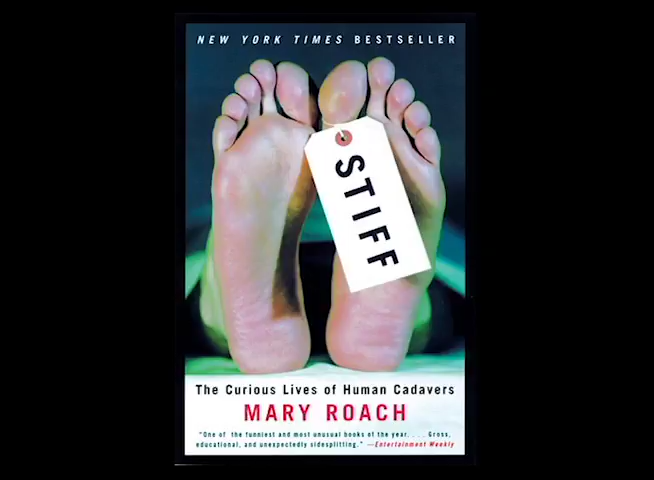 NEW YORK TIMES BESTSELLER
STIFF
The Curious Lives of Human Cadavers
MARY ROACH
"One of the funniest and most unusual books of the year. . . . Gross,
educational, and unexpectedly sidesplitting." —Entertainment Weekly